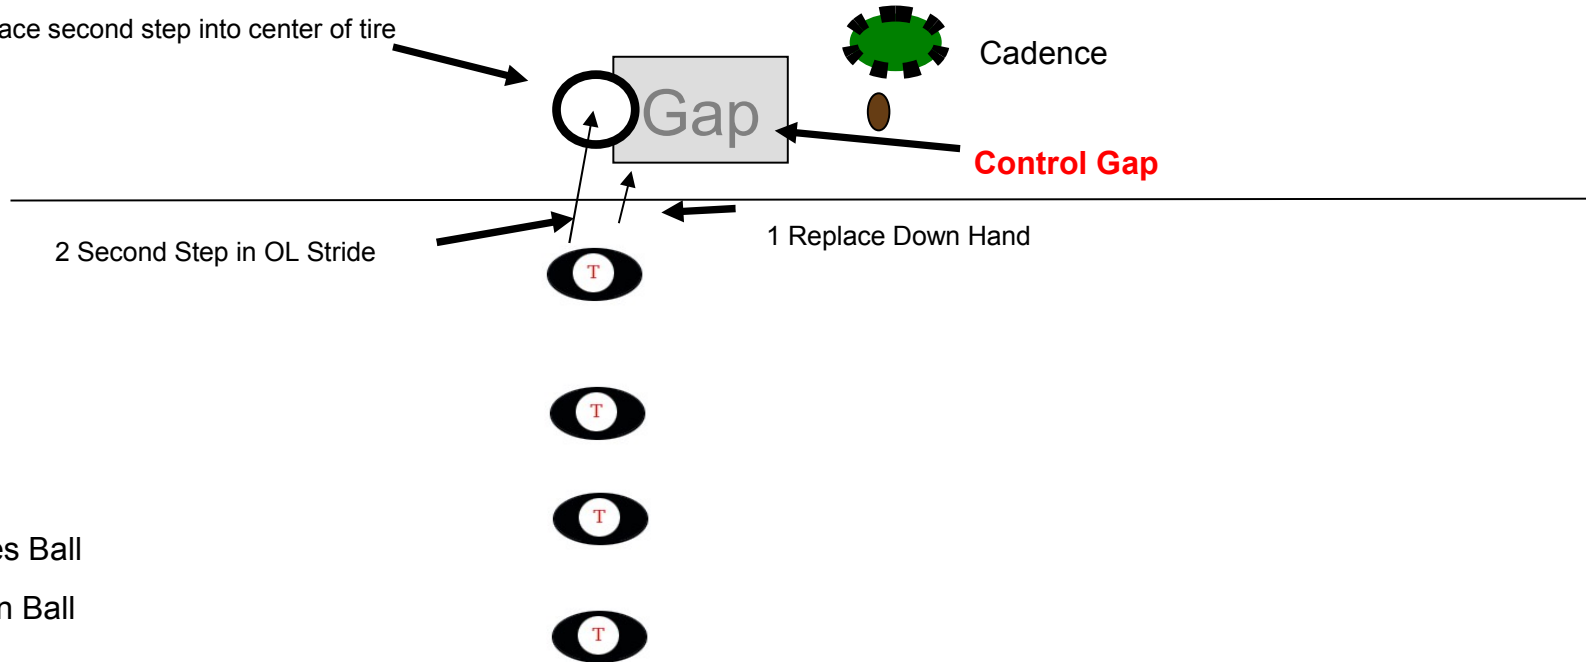 ace second step into center of tire
Cadence
Gap
Control Gap
2 Second Step in OL Stride
1 Replace Down Hand
T
T
T
es Ball
n Ball
T